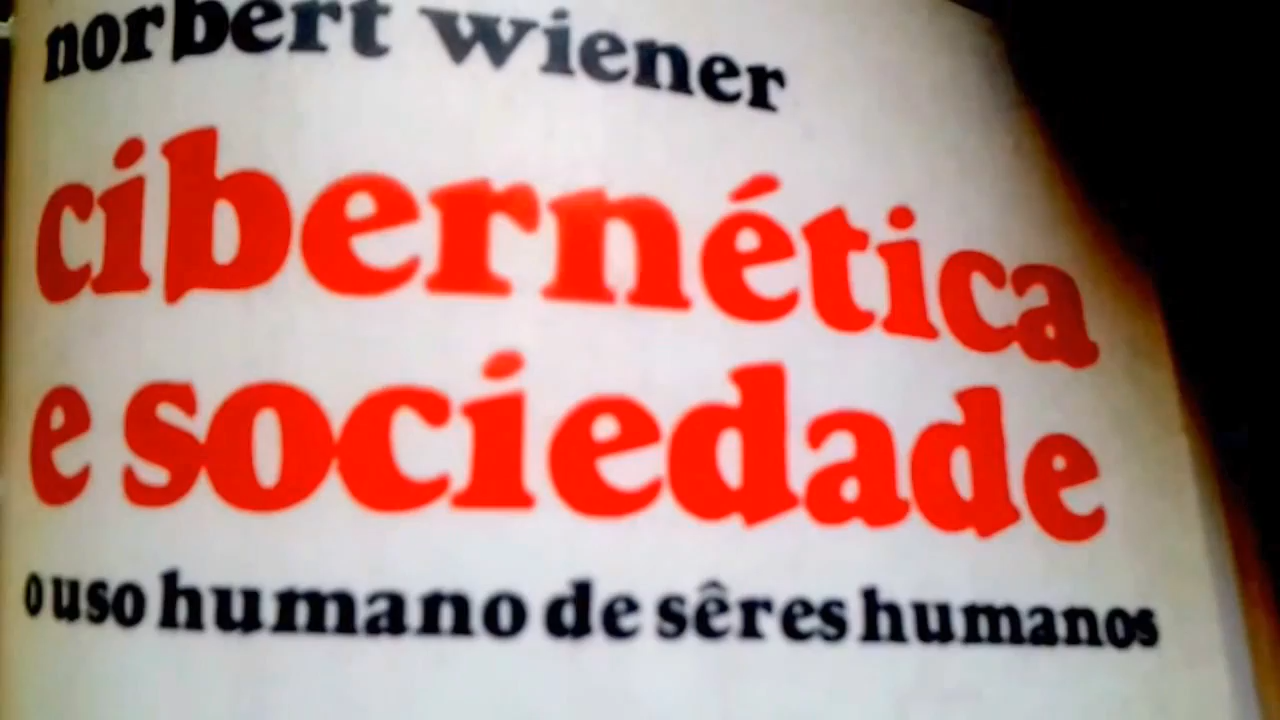 norbert wiener
cibernética
e sociedade
o uso humano de sêres humanos